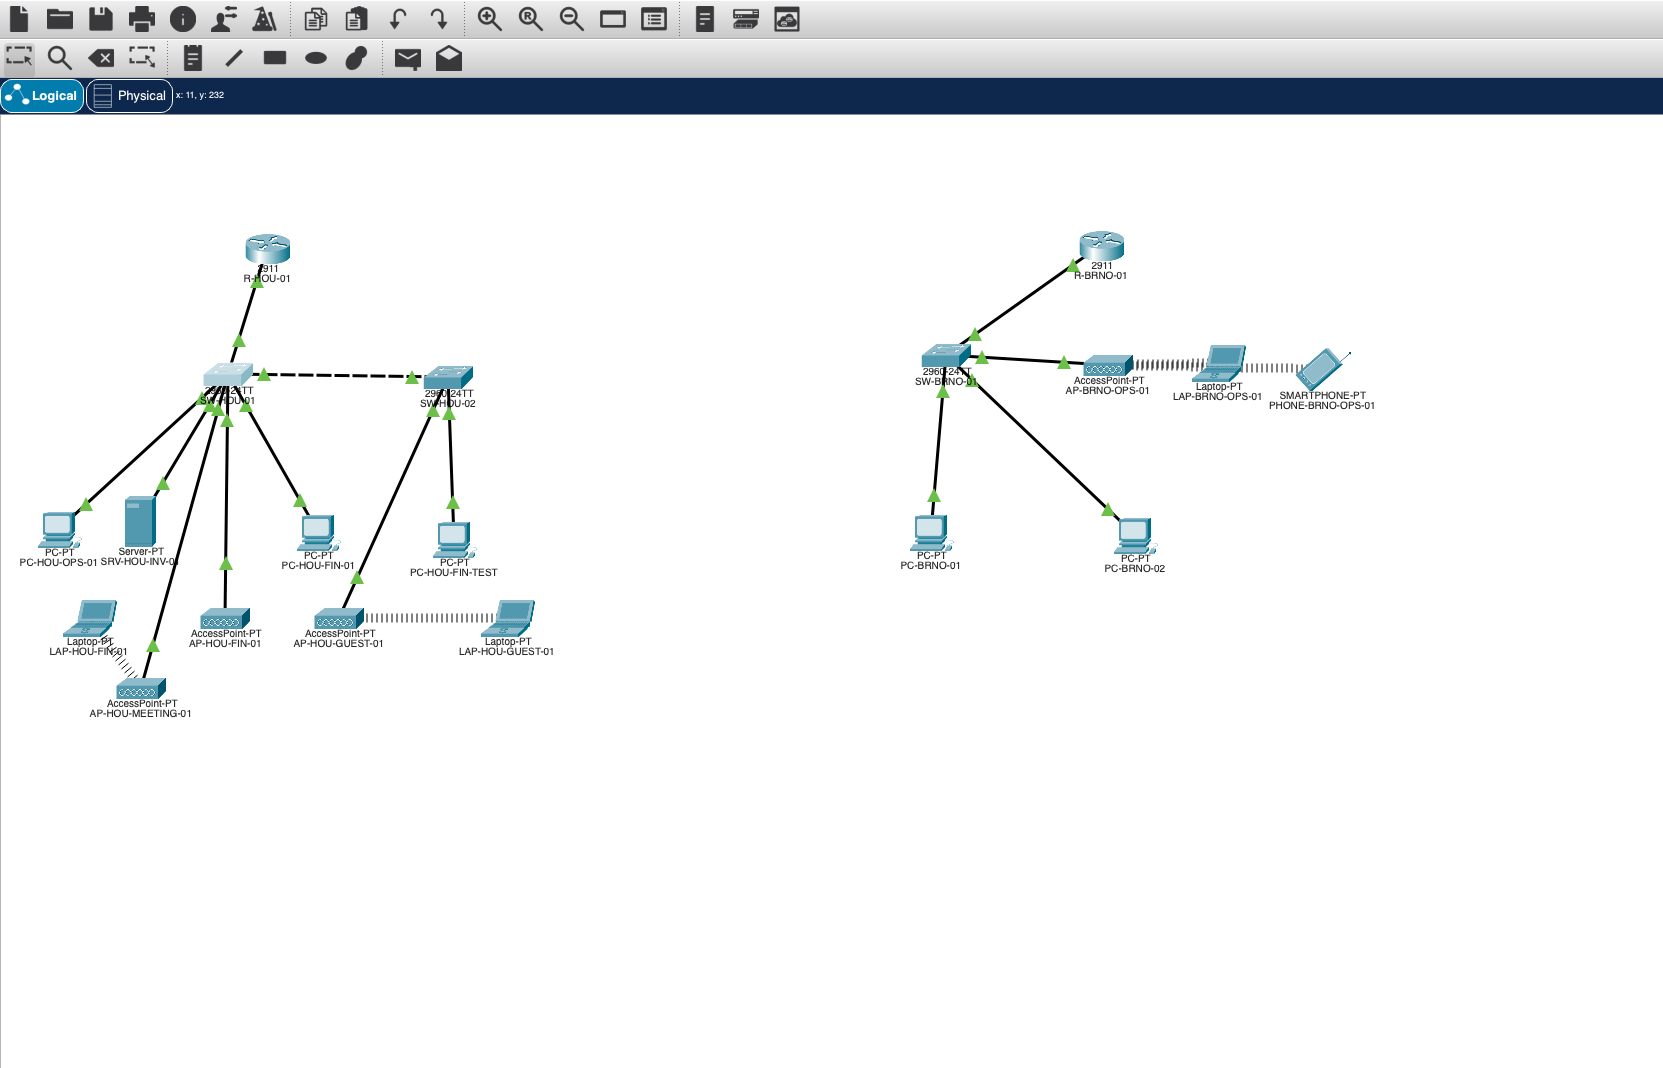 Logical
Physical
x: 11, y: 232
2911
R-HOU-01
2911
R-BRNO-01
2960-24TT
SW-HOU-01
2960-24TT
SW-HOU-02
2960-24TT
SW-BRNO-01
AccessPoint-PT
AP-BRNO-OPS-01
Laptop-PT
LAP-BRNO-OPS-01
SMARTPHONE-PT
PHONE-BRNO-OPS-01
PC-PT
PC-HOU-OPS-01
Server-PT
SRV-HOU-INV-01
PC-PT
PC-HOU-FIN-01
PC-PT
PC-HOU-FIN-TEST
PC-PT
PC-BRNO-01
PC-PT
PC-BRNO-02
Laptop-PT
LAP-HOU-FIN-01
AccessPoint-PT
AP-HOU-FIN-01
AccessPoint-PT
AP-HOU-GUEST-01
Laptop-PT
LAP-HOU-GUEST-01
AccessPoint-PT
AP-HOU-MEETING-01